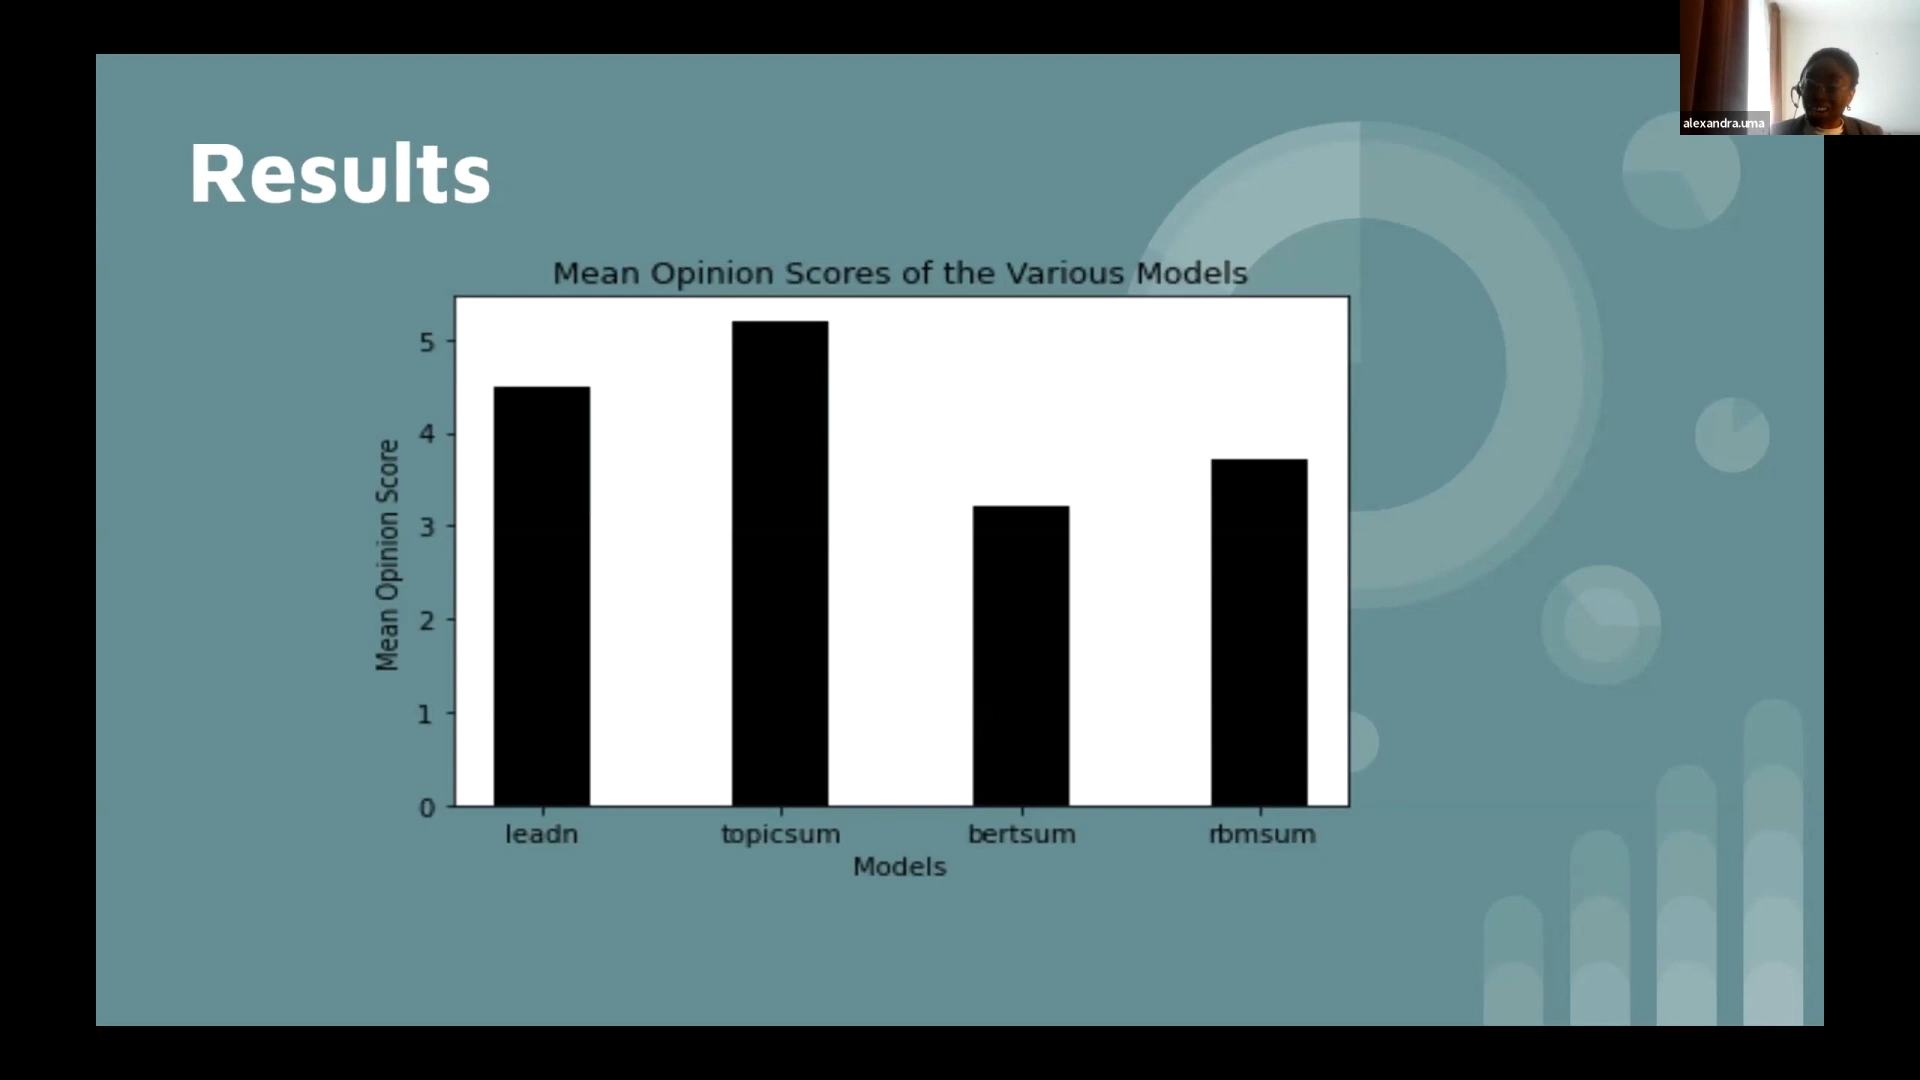 alexandra.uma
Results
Mean Opinion Scores of the Various Models
Mean Opinion Score
5
4
3
2
1
0
leadn topicsum bertsum rbmsum
Models